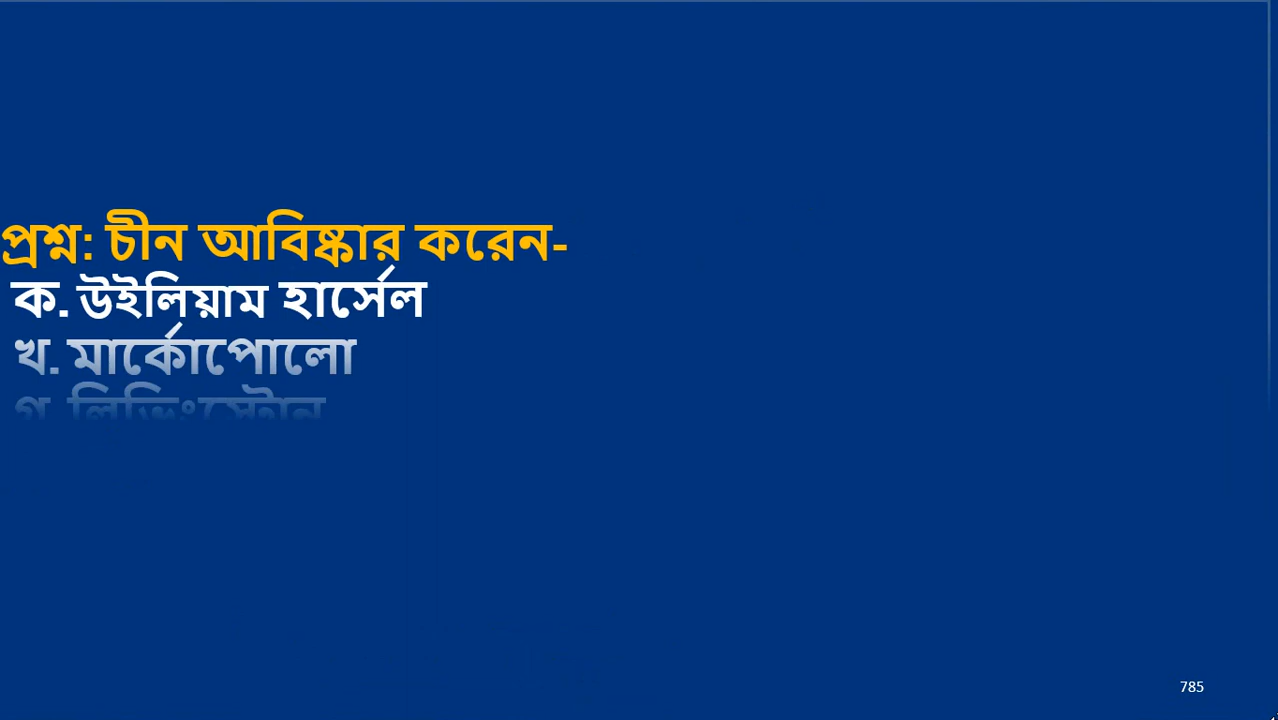 প্রশ্ন: চীন আবিষ্কার করেন-
ক. উইলিয়াম হার্সেল
খ. মার্কোপোলো
গ. লিভিংস্টোন
785